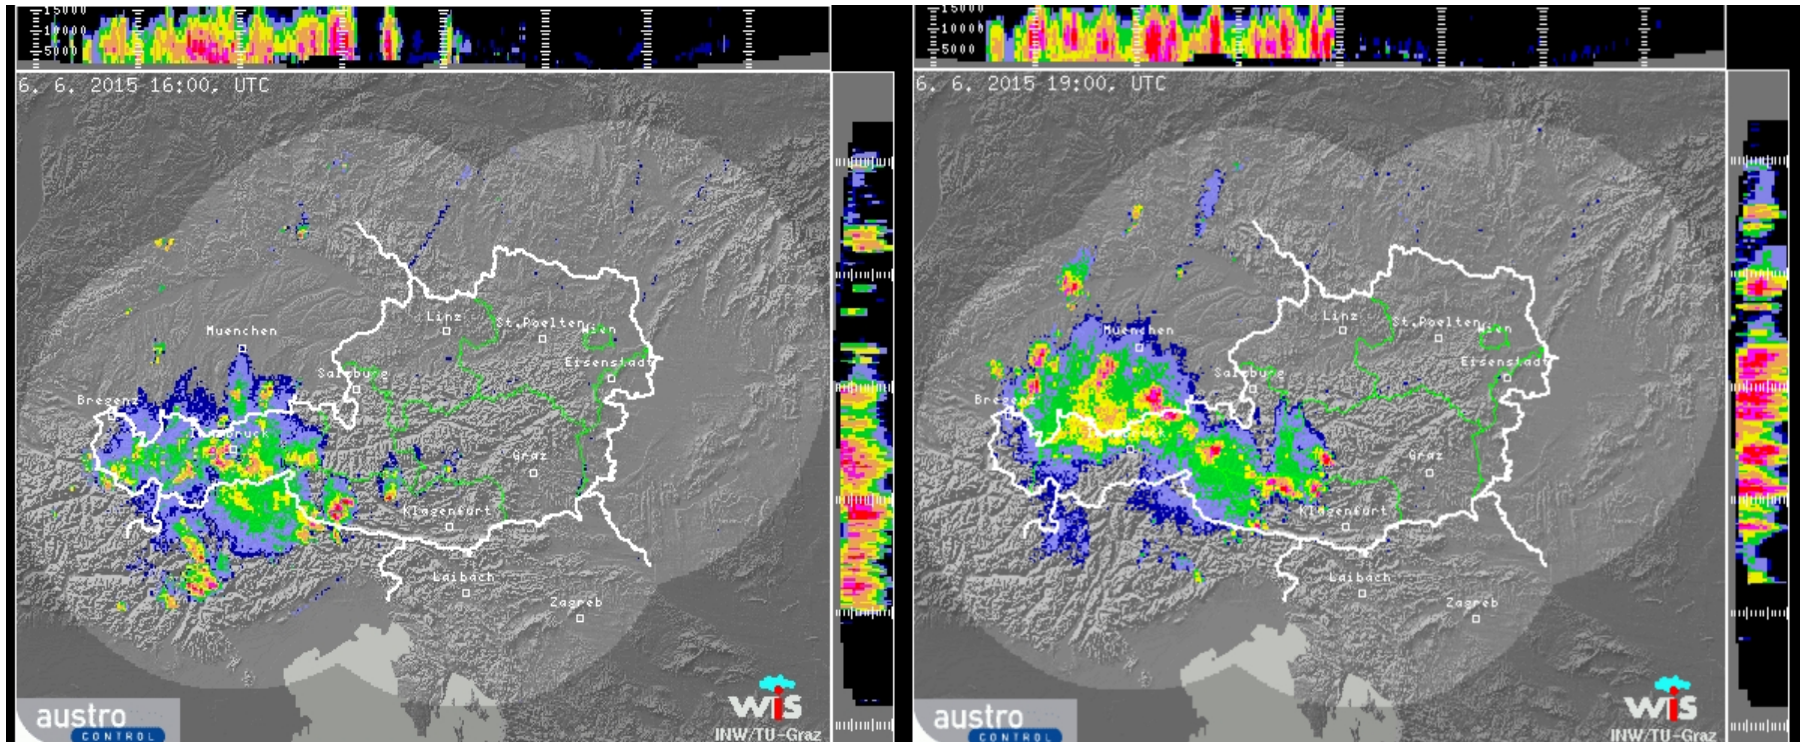 15000
10000
5000
6. 6. 2015 16:00, UTC
Muenchen
Linz
St.Poelten
Wien
Eisenstadt
Salzburg
Bregenz
Innsbruck
Graz
Klagenfurt
Laibach
Zagreb
austro
CONTROL
WIS
INW/TU-Graz
15000
10000
5000
6. 6. 2015 19:00, UTC
Muenchen
Linz
St.Poelten
Wien
Eisenstadt
Salzburg
Bregenz
Graz
Klagenfurt
Laibach
Zagreb
austro
CONTROL
WIS
INW/TU-Graz